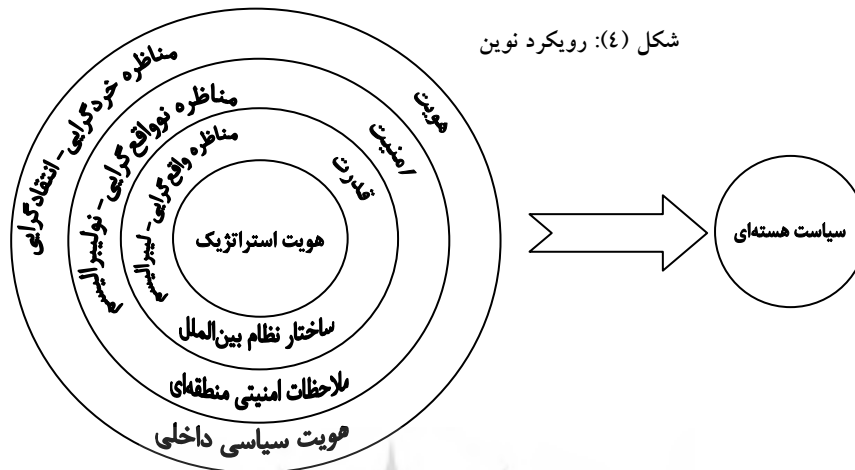 شکل (٤): رویکرد نوین
مناظره خردگرایی - انتقادگرایی
هویت
مناظره نوواقع‌گرایی - نولیبرالیسم
امنیت
مناظره واقع‌گرایی - لیبرالیسم
قدرت
هویت استراتژیک
ساختار نظام بین‌الملل
ملاحظات امنیتی منطقه‌ای
هویت سیاسی داخلی
سیاست هسته‌ای